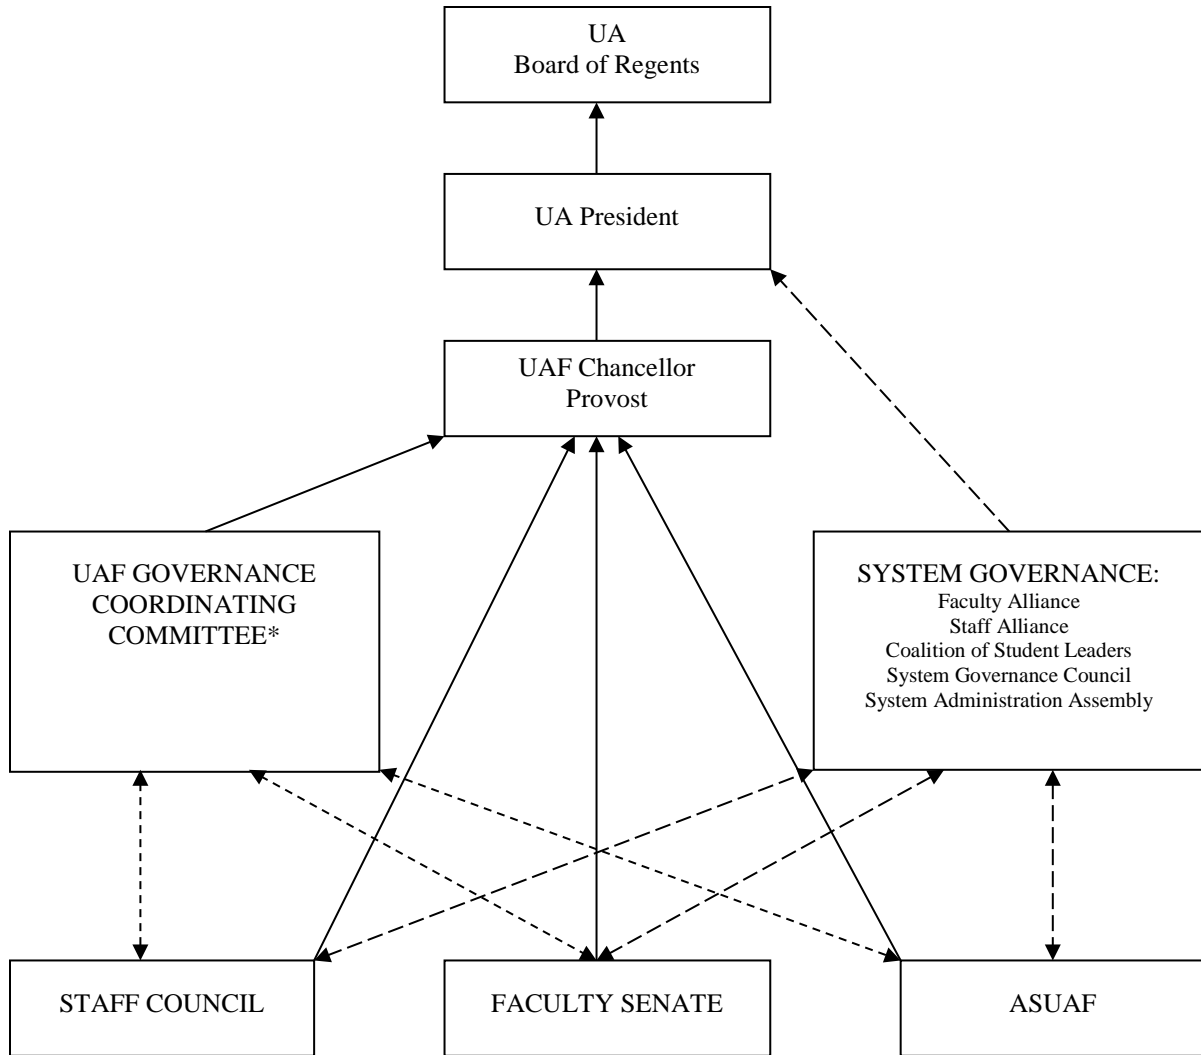 UA
Board of Regents
UA President
UAF Chancellor
Provost
UAF GOVERNANCE
COORDINATING
COMMITTEE*
SYSTEM GOVERNANCE:
Faculty Alliance
Staff Alliance
Coalition of Student Leaders
System Governance Council
System Administration Assembly
STAFF COUNCIL
FACULTY SENATE
ASUAF